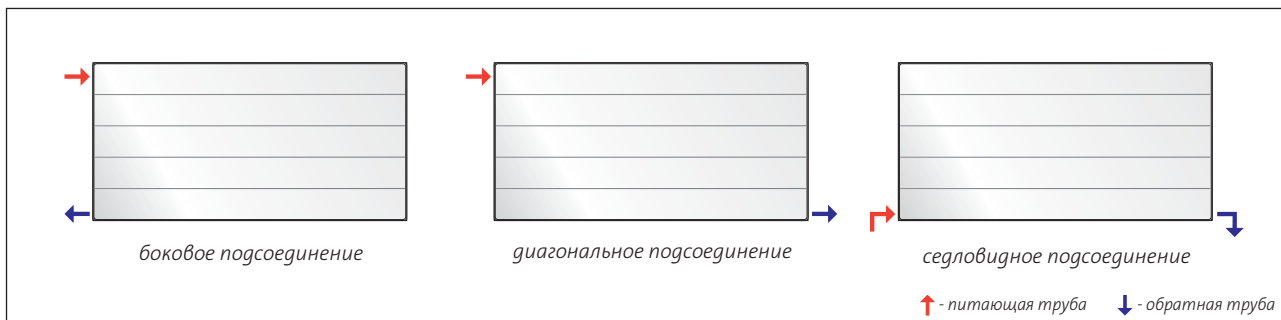 боковое подсоединение
диагональное подсоединение
седловидное подсоединение
- питающая труба
- обратная труба